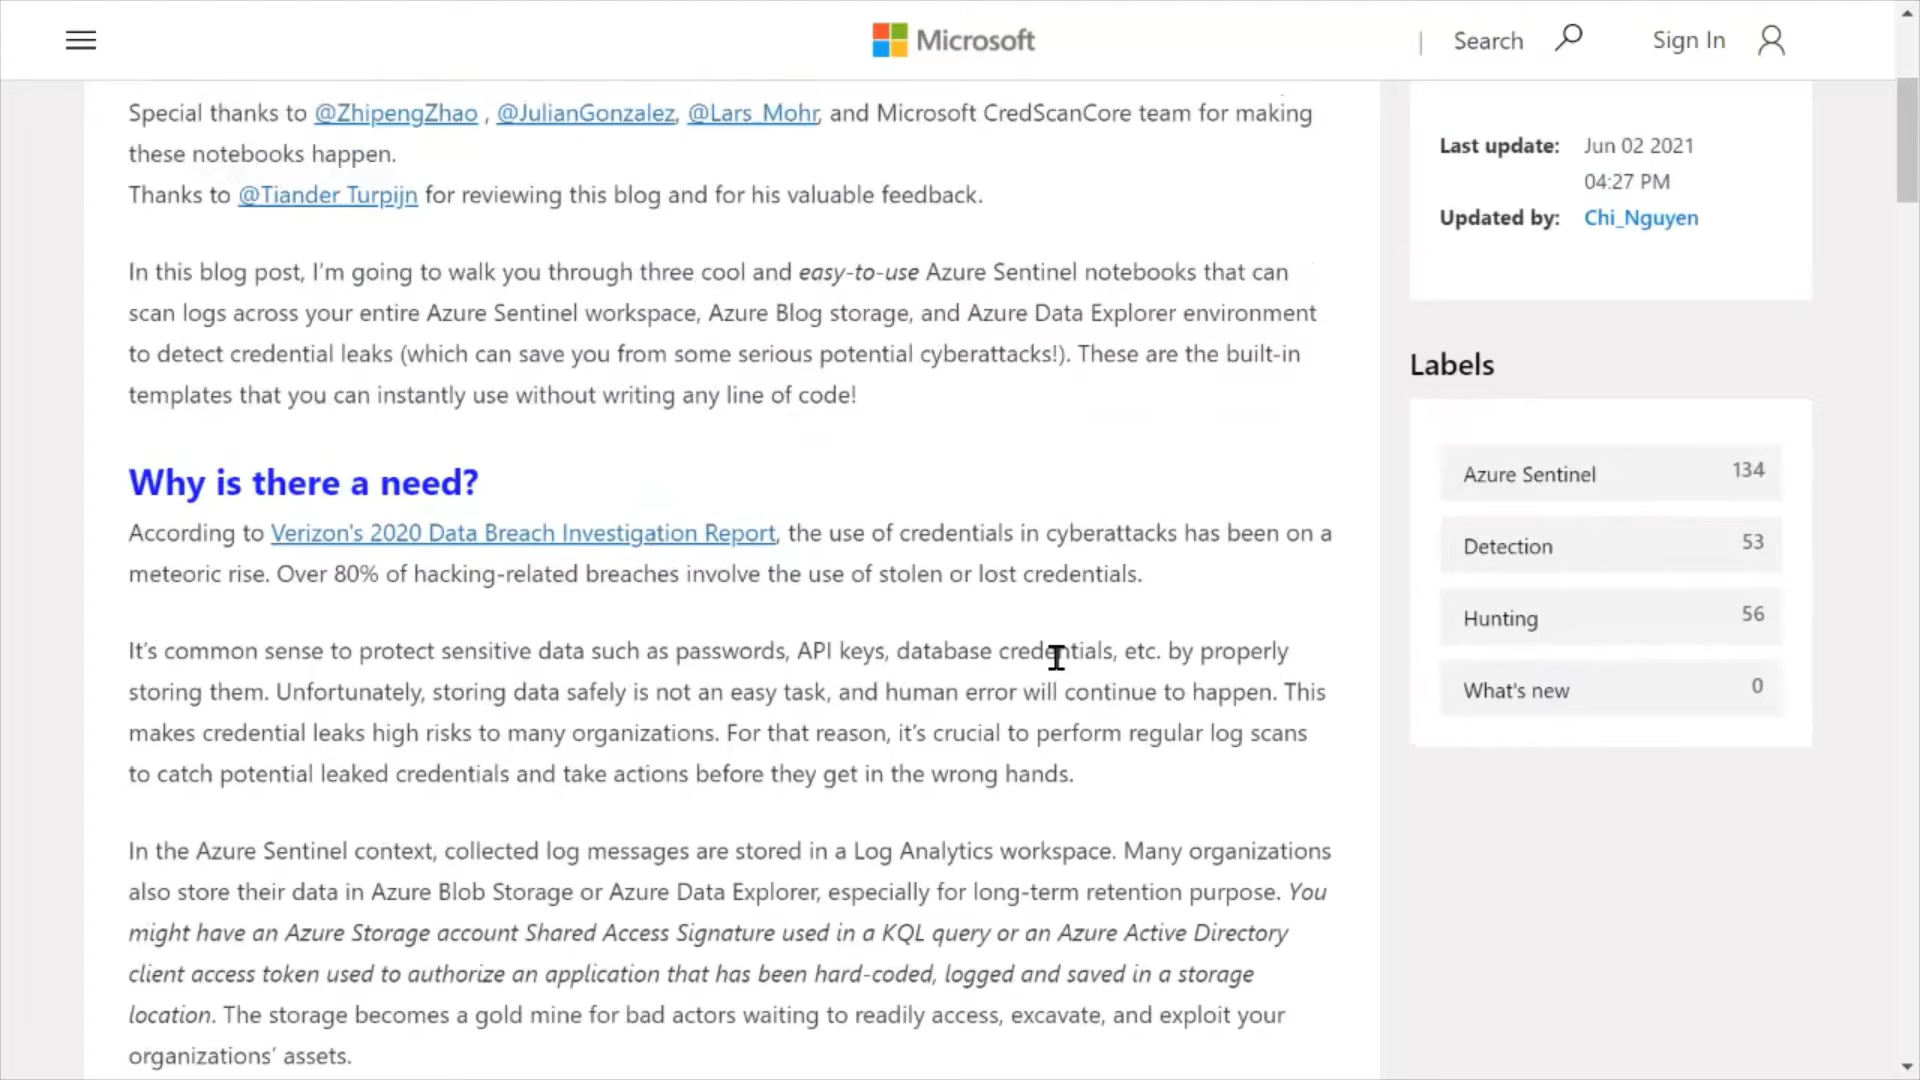 Microsoft
| Search
Sign In
Special thanks to @ZhipengZhao , @JulianGonzalez, @Lars_Mohr, and Microsoft CredScanCore team for making
these notebooks happen.
Thanks to @Tiander Turpijn for reviewing this blog and for his valuable feedback.
In this blog post, I'm going to walk you through three cool and easy-to-use Azure Sentinel notebooks that can
scan logs across your entire Azure Sentinel workspace, Azure Blog storage, and Azure Data Explorer environment
to detect credential leaks (which can save you from some serious potential cyberattacks!). These are the built-in
templates that you can instantly use without writing any line of code!
Why is there a need?
According to Verizon's 2020 Data Breach Investigation Report, the use of credentials in cyberattacks has been on a
meteoric rise. Over 80% of hacking-related breaches involve the use of stolen or lost credentials.
It's common sense to protect sensitive data such as passwords, API keys, database credentials, etc. by properly
storing them. Unfortunately, storing data safely is not an easy task, and human error will continue to happen. This
makes credential leaks high risks to many organizations. For that reason, it's crucial to perform regular log scans
to catch potential leaked credentials and take actions before they get in the wrong hands.
In the Azure Sentinel context, collected log messages are stored in a Log Analytics workspace. Many organizations
also store their data in Azure Blob Storage or Azure Data Explorer, especially for long-term retention purpose. You
might have an Azure Storage account Shared Access Signature used in a KQL query or an Azure Active Directory
client access token used to authorize an application that has been hard-coded, logged and saved in a storage
location. The storage becomes a gold mine for bad actors waiting to readily access, excavate, and exploit your
organizations' assets.
Last update: Jun 02 2021
04:27 PM
Updated by: Chi_Nguyen
Labels
Azure Sentinel 134
Detection 53
Hunting 56
What's new 0